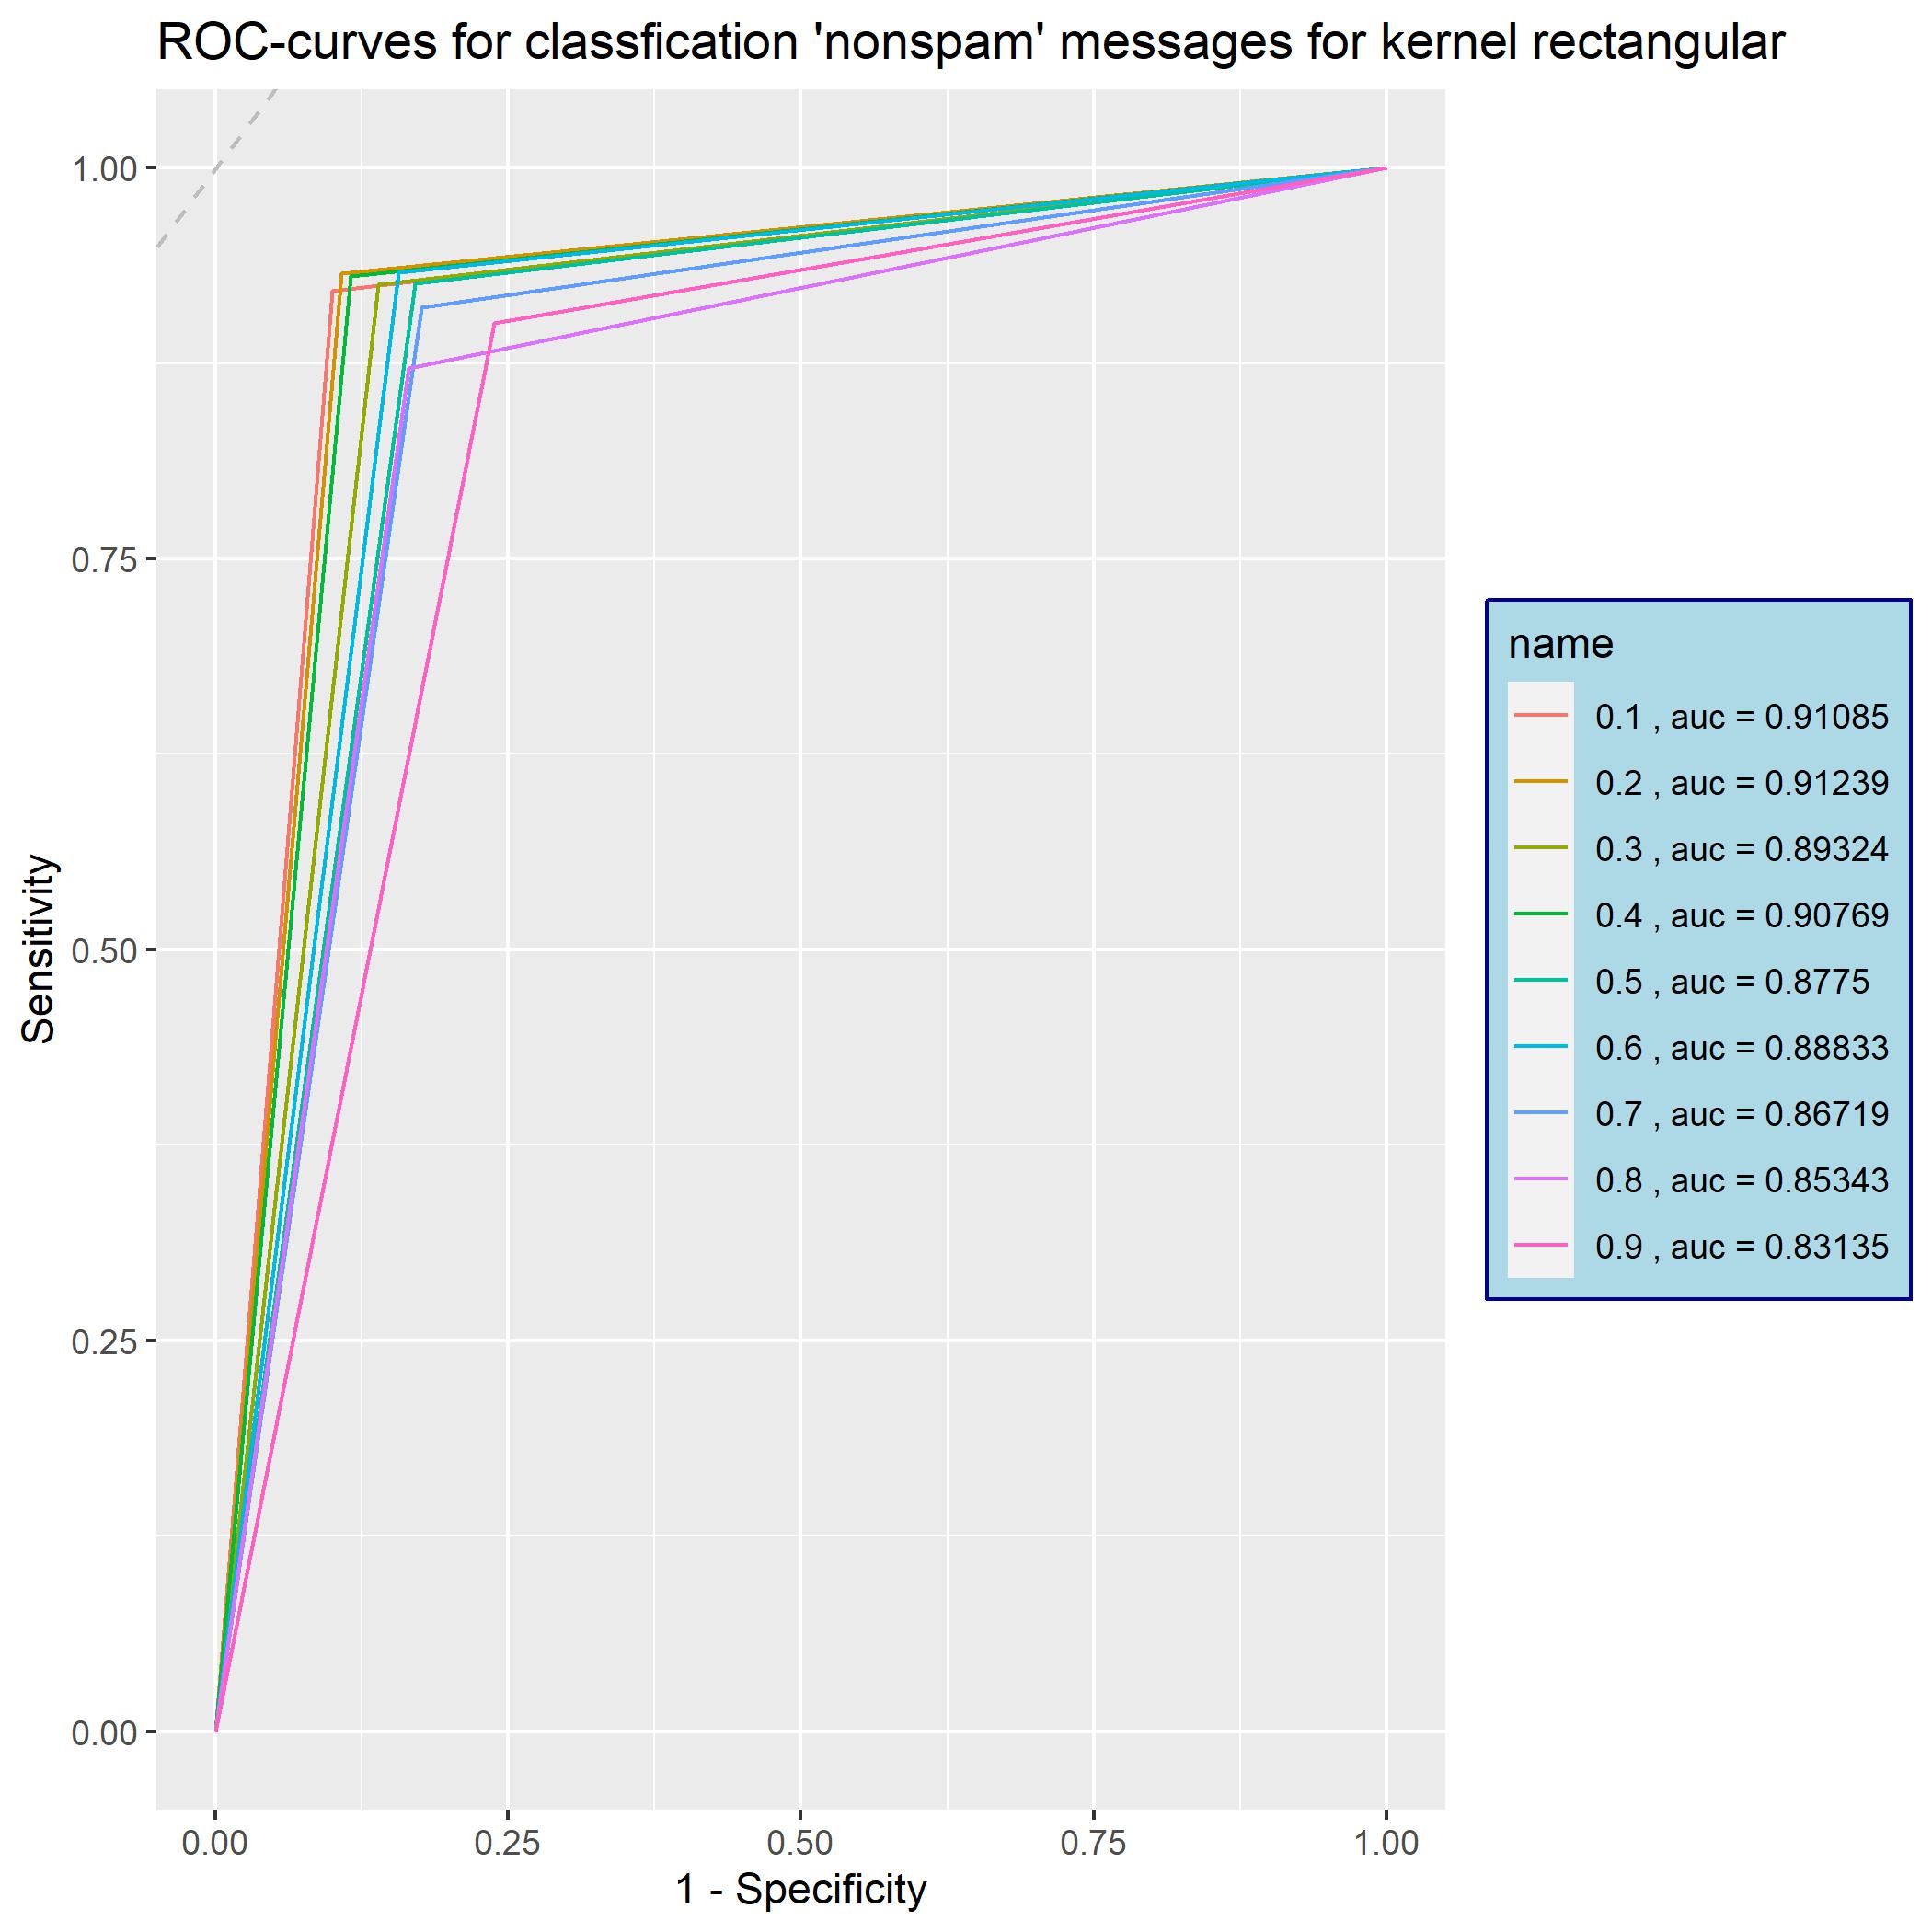 ROC-curves for classfication 'nonspam' messages for kernel rectangular
1.00
0.75
0.50
0.25
0.00
Sensitivity
0.00 0.25 0.50 0.75 1.00
1 - Specificity
name
0.1 , auc = 0.91085
0.2 , auc = 0.91239
0.3 , auc = 0.89324
0.4 , auc = 0.90769
0.5 , auc = 0.8775
0.6 , auc = 0.88833
0.7 , auc = 0.86719
0.8 , auc = 0.85343
0.9 , auc = 0.83135